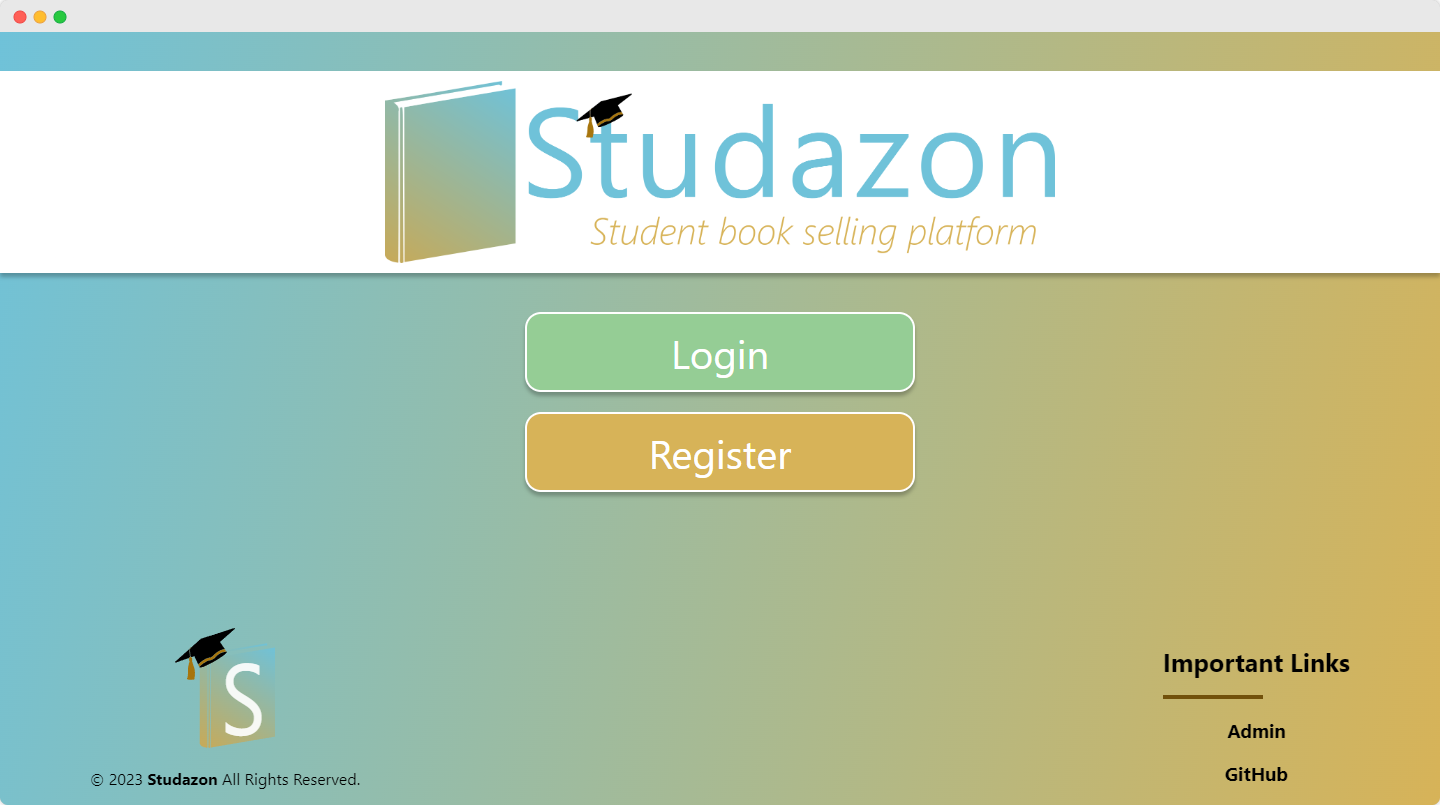 Studazon
Student book selling platform
Login
Register
S
Important Links
Admin
GitHub
© 2023 Studazon All Rights Reserved.